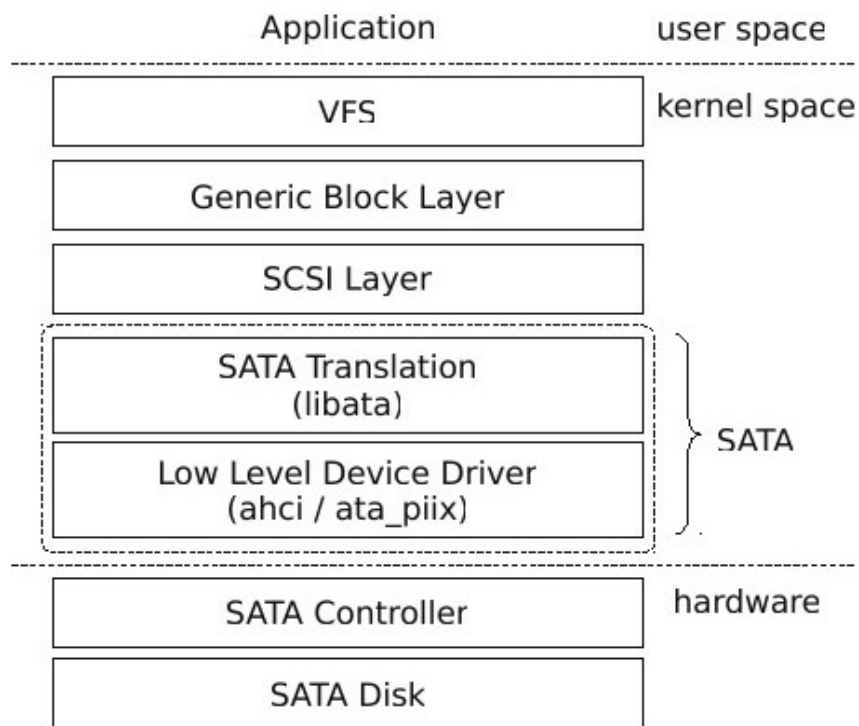 Application
user space
VFS
kernel space
Generic Block Layer
SCSI Layer
SATA Translation
(libata)
SATA
Low Level Device Driver
(ahci / ata_piix)
SATA Controller
hardware
SATA Disk